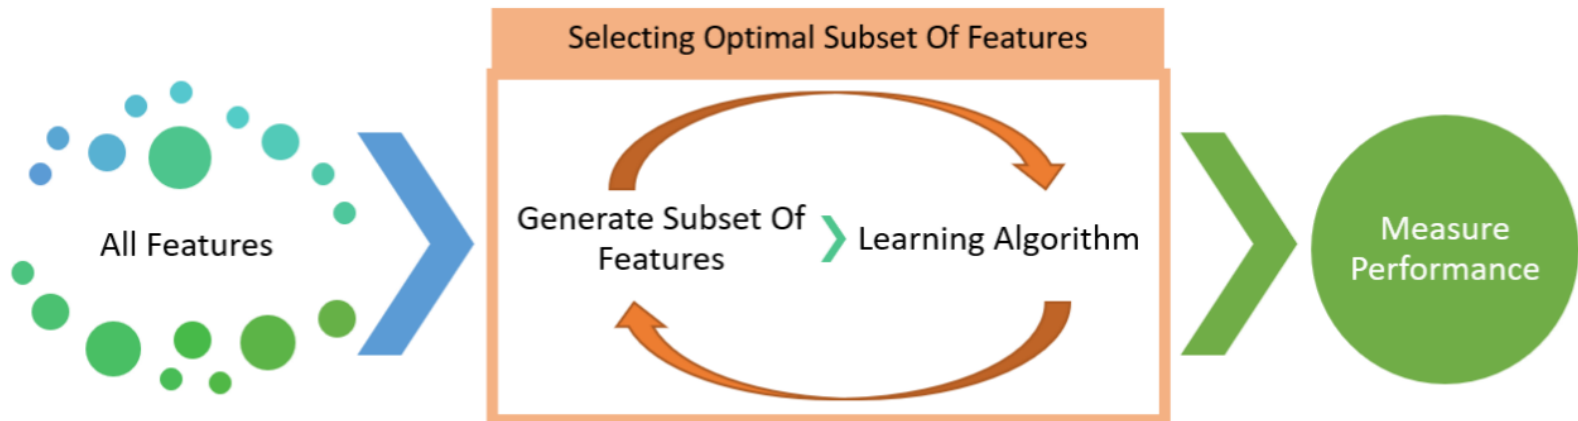 Selecting Optimal Subset Of Features
All Features
Generate Subset Of
Features
Learning Algorithm
Measure
Performance